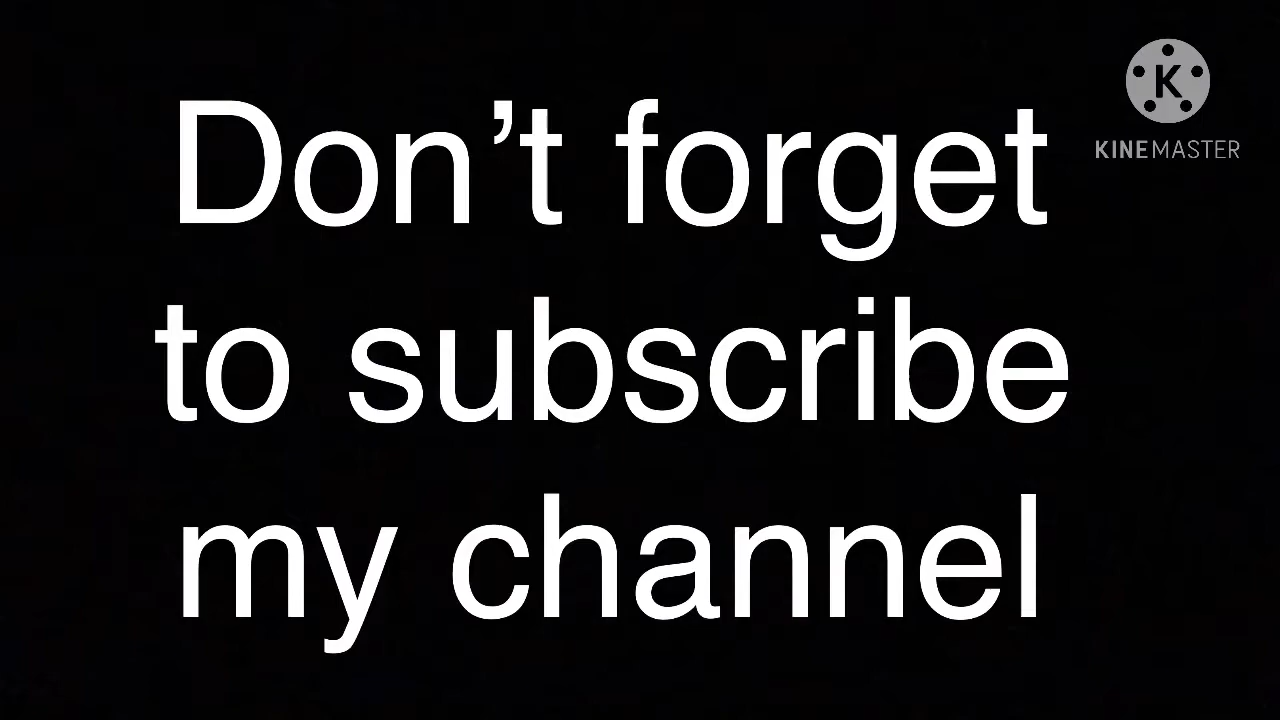 Don’t forget
to subscribe
my channel
K
KINEMASTER